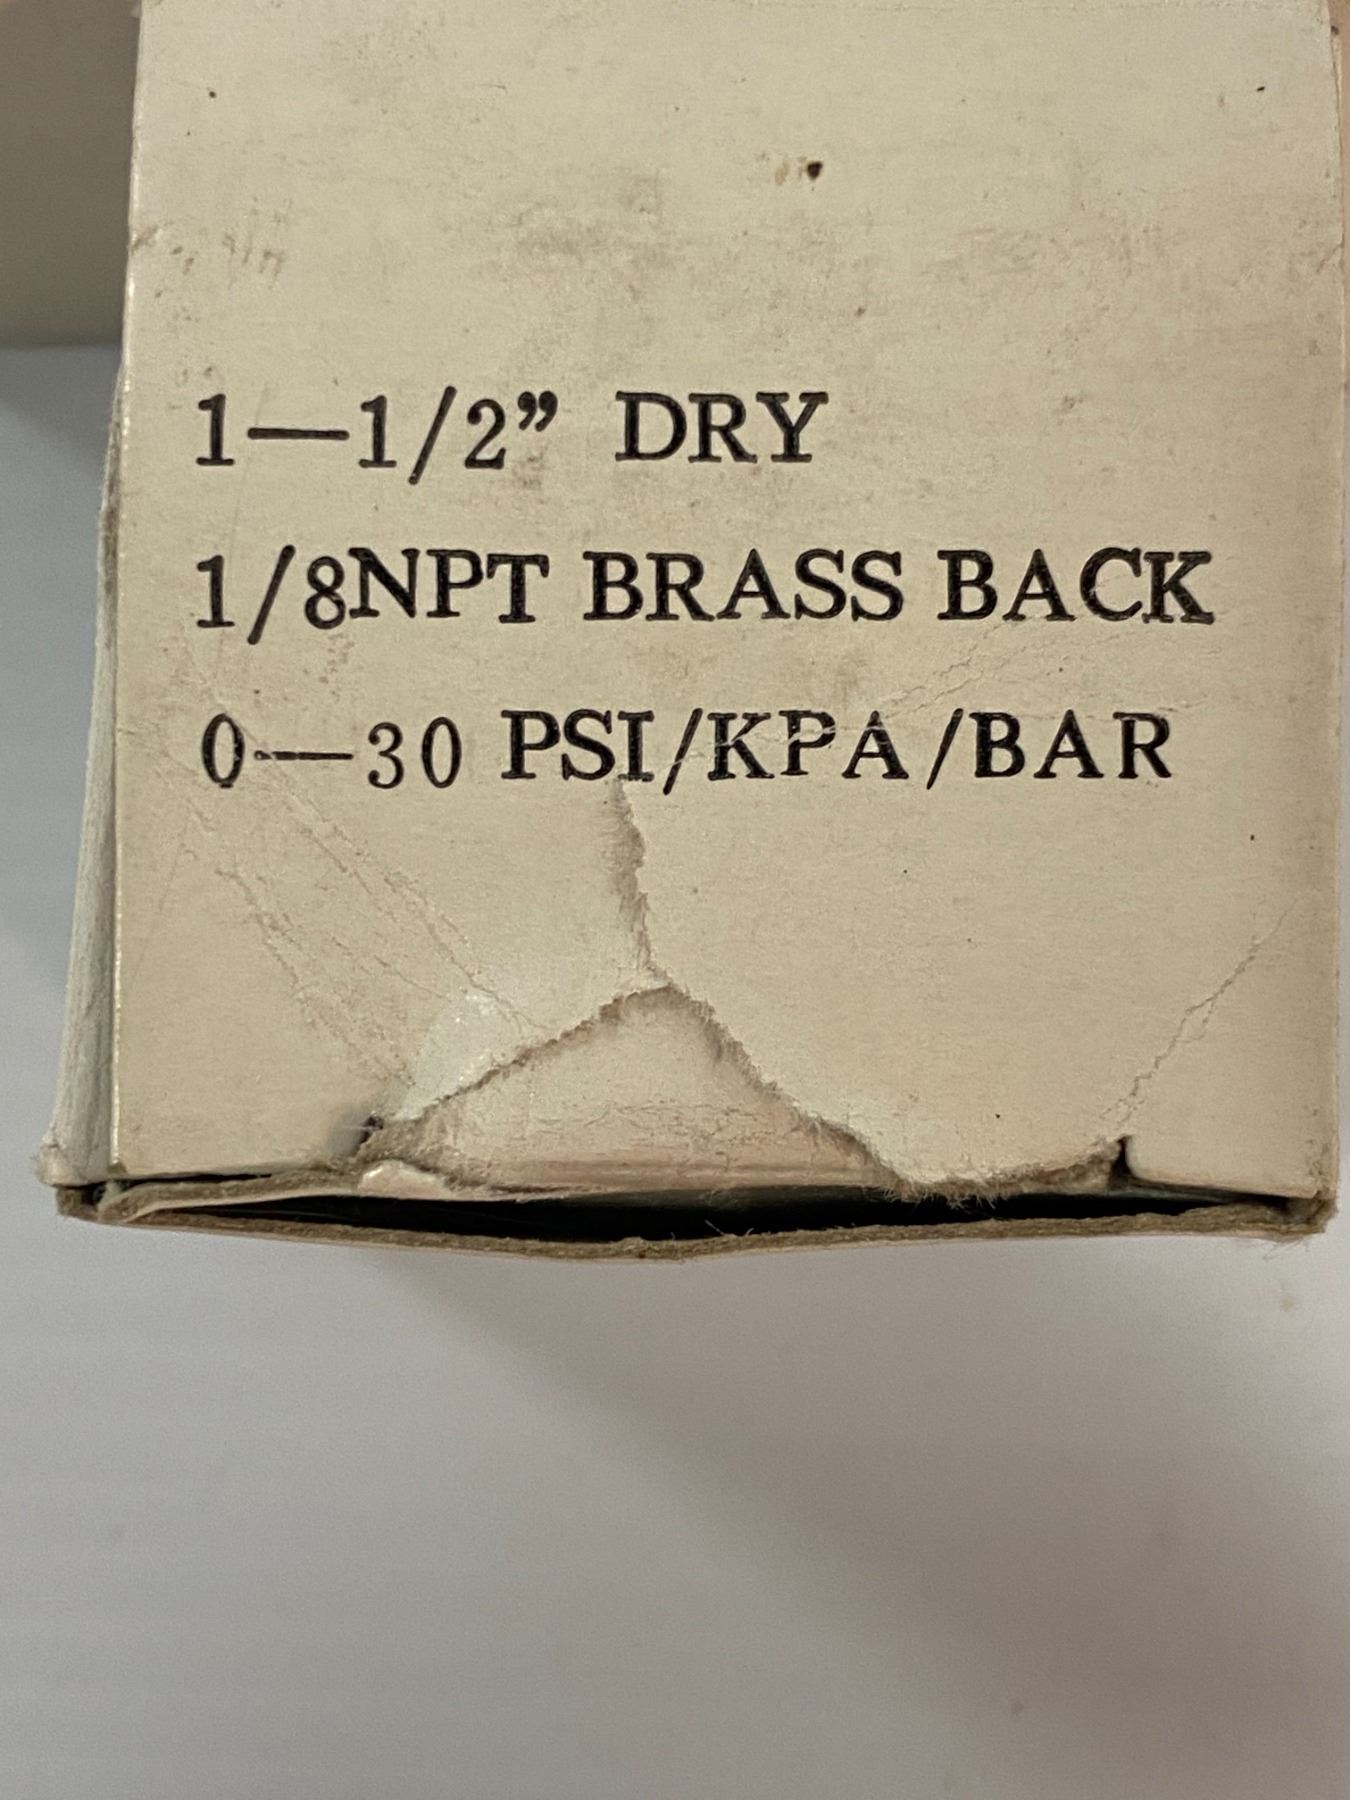 1—1/2” DRY
1/8NPT BRASS BACK
0—30 PSI/KPA/BAR